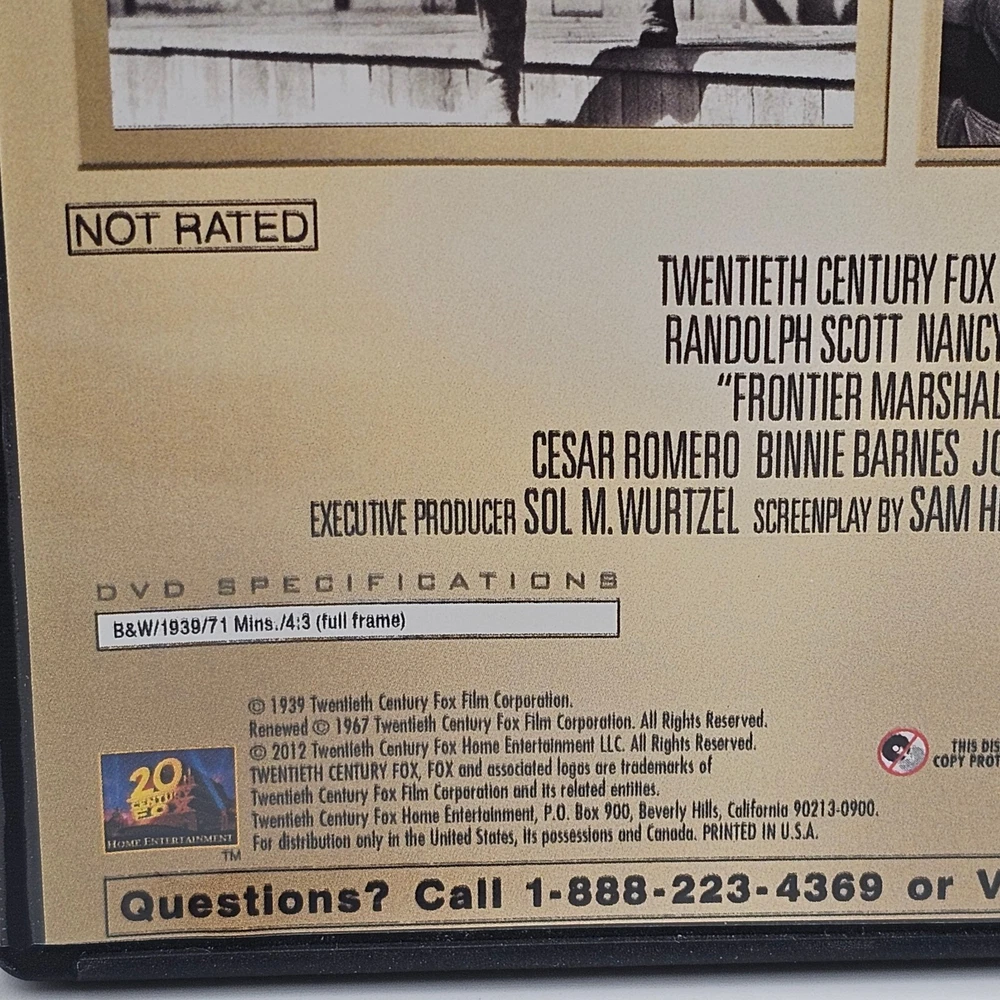 NOT RATED
TWENTIETH CENTURY FOX
RANDOLPH SCOTT NANCY
"FRONTIER MARSHAL
CESAR ROMERO BINNIE BARNES
EXECUTIVE PRODUCER SOL M. WURTZEL SCREENPLAY BY SAM
DVD SPECIFICATIONS
B&W/1939/71 Mins./4:3 (full frame)
© 1939 Twentieth Century Fox Film Corporation.
Renewed © 1967 Twentieth Century Fox Film Corporation. All Rights Reserved.
© 2012 Twentieth Century Fox Home Entertainment LLC. All Rights Reserved.
TWENTIETH CENTURY FOX, FOX and associated logos are trademarks of
Twentieth Century Fox Film Corporation and its related entities.
Twentieth Century Fox Home Entertainment, P.O. Box 900, Beverly Hills, California 90213-0900.
For distribution only in the United States, its possessions and Canada. PRINTED IN U.S.A.
20
CENTURY
FOX
HOME ENTERTAINMENT
TM
THIS
COPY
Questions? Call 1-888-223-4369 or